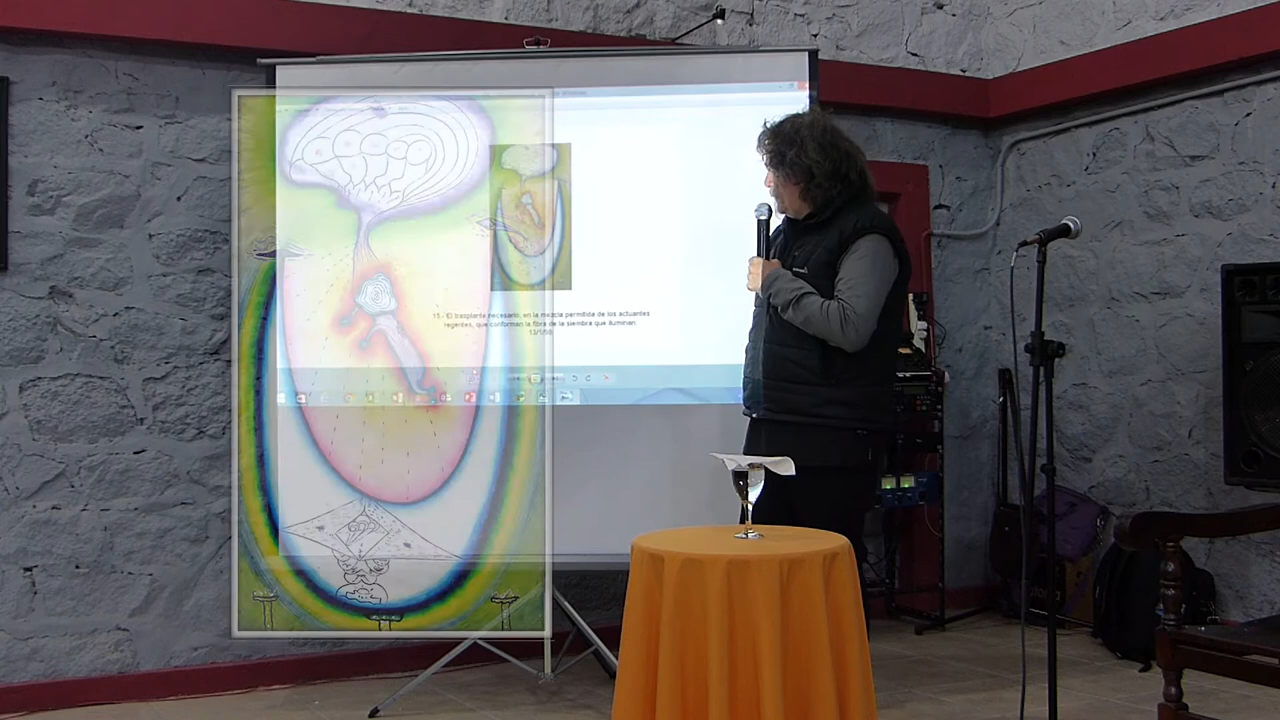 15.- El trasplante necesario, en la mezcla permitida de los actuantes
regentes, que conforman la fibra de la siembra que iluminan.